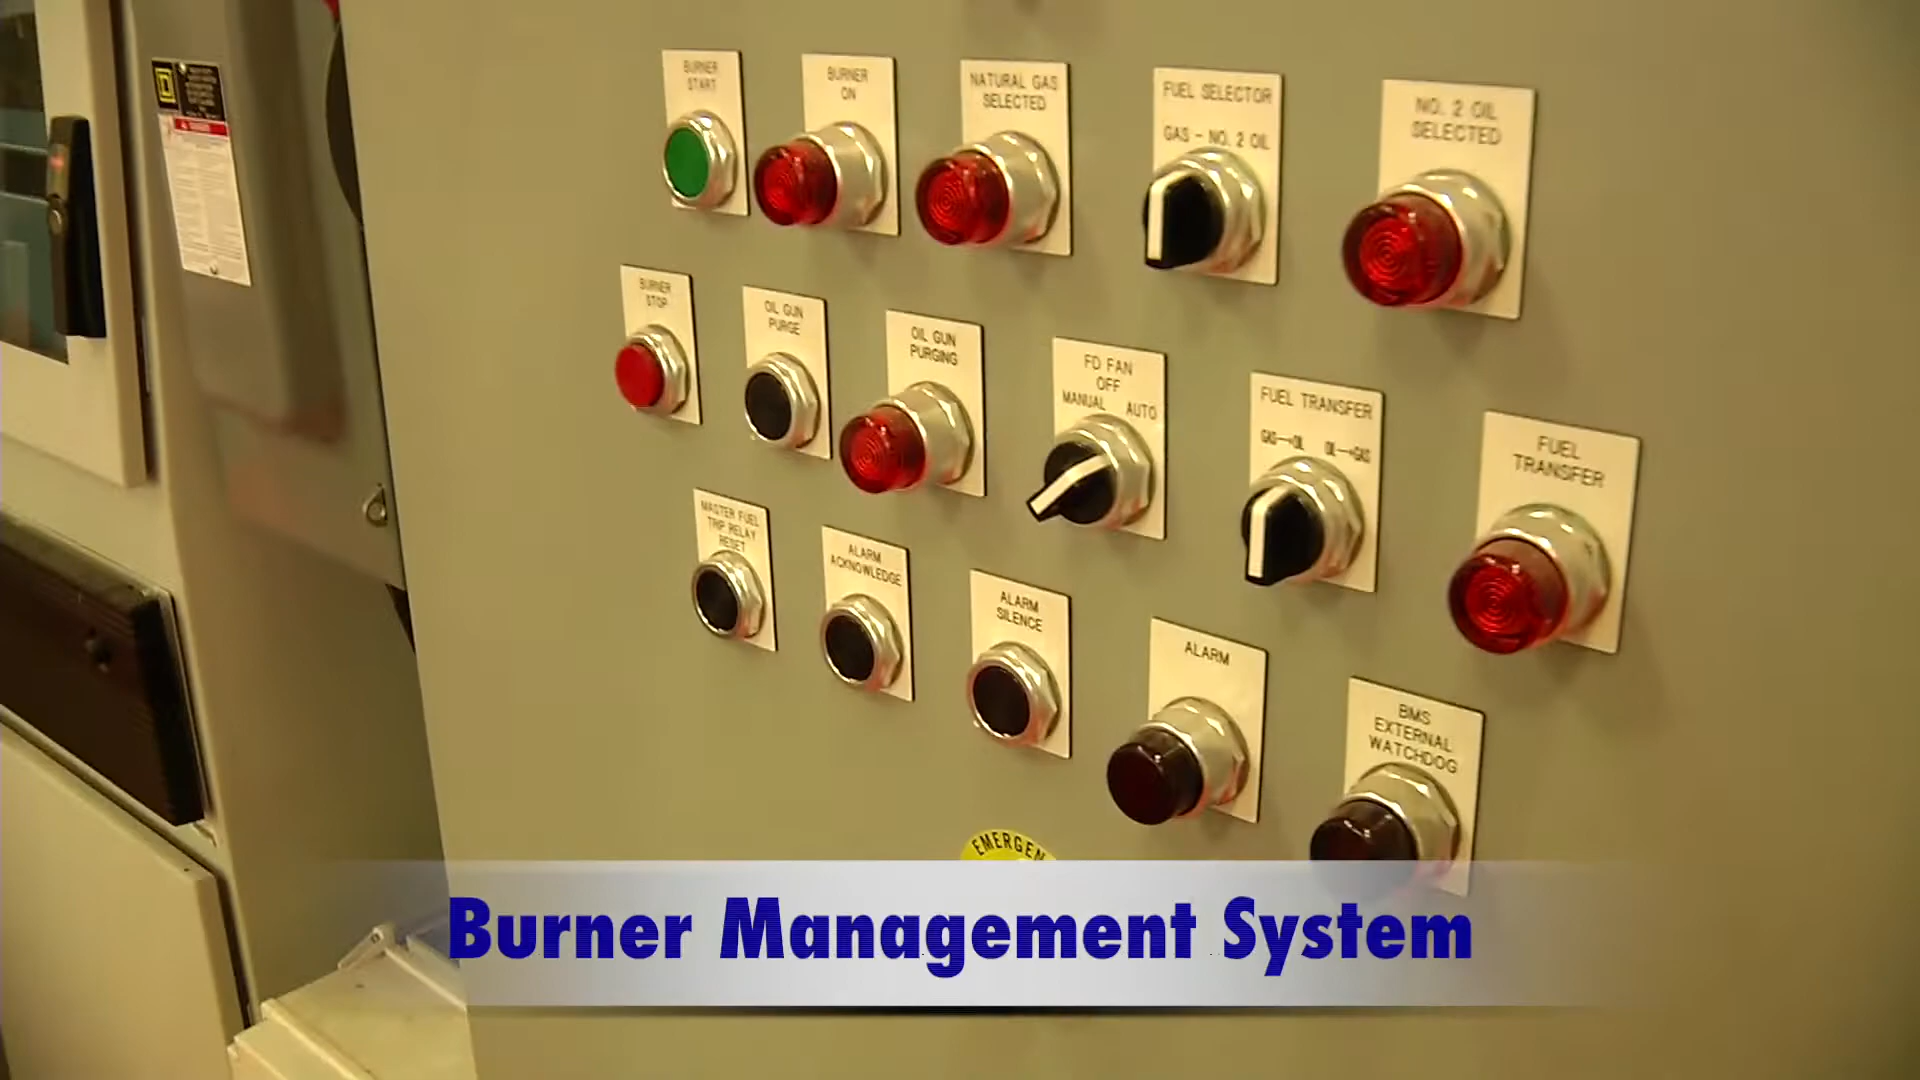 BURNER
START
BURNER
ON
NATURAL GAS
SELECTED
FUEL SELECTOR
GAS - NO. 2 OIL
NO. 2 OIL
SELECTED
BURNER
STOP
OIL GUN
PURGE
OIL GUN
PURGING
FD FAN
OFF
MANUAL AUTO
FUEL TRANSFER
GAS→OIL OIL→GAS
FUEL
TRANSFER
MASTER FUEL
TRIP RELAY
RESET
ALARM
ACKNOWLEDGE
ALARM
SILENCE
ALARM
BMS
EXTERNAL
WATCHDOG
EMERGEN
Burner Management System